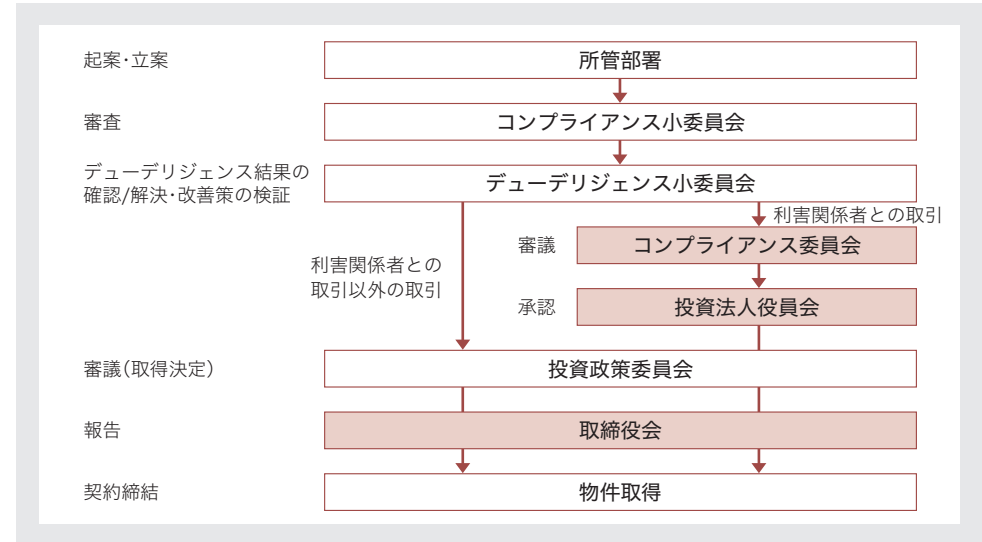 起案・立案
所管部署
審査
コンプライアンス小委員会
デューデリジェンス結果の
確認/解決・改善策の検証
デューデリジェンス小委員会
利害関係者との取引
審議
コンプライアンス委員会
利害関係者との
取引以外の取引
承認
投資法人役員会
審議(取得決定)
投資政策委員会
報告
取締役会
契約締結
物件取得